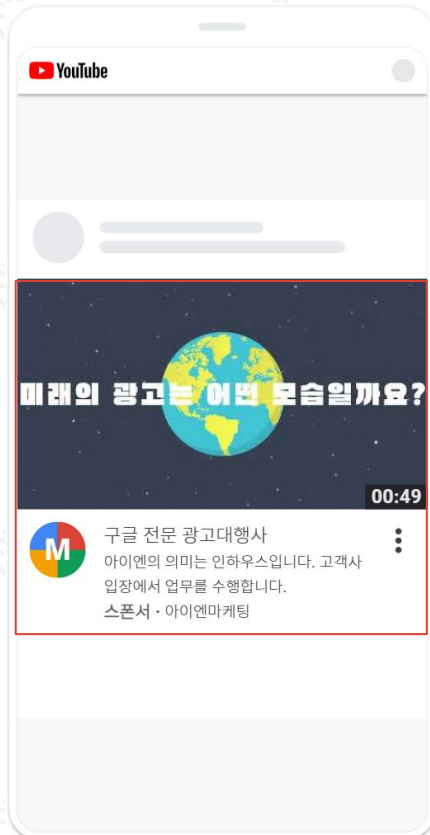 YouTube
미래의 광고는 어떤 모습일까요?
00:49
M
구글 전문 광고대행사
아이엔의 의미는 인하우스입니다. 고객사
입장에서 업무를 수행합니다.
스폰서 · 아이엔마케팅